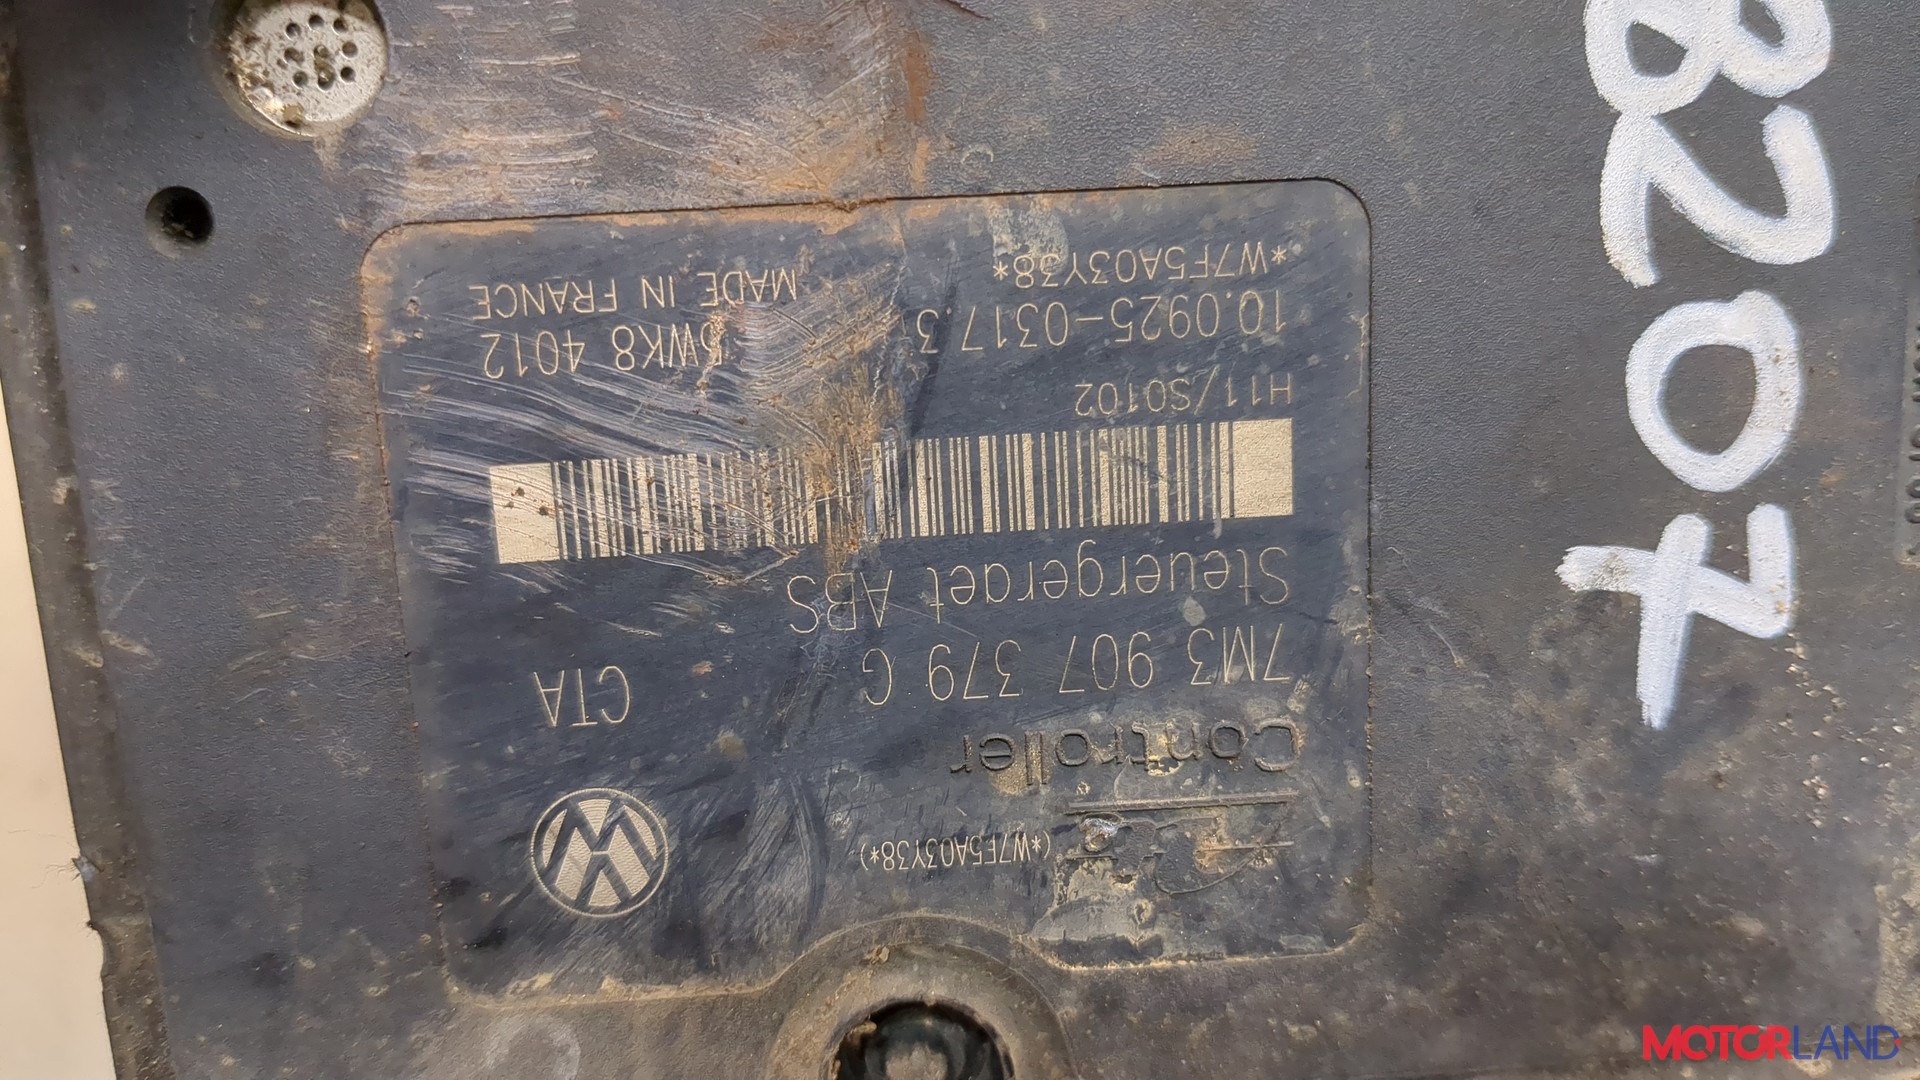 (*W7F5A03Y38*)
Controller
7M3 907 379 G CTA
Steuergeraet ABS
H11/S0102
10.0925-0317.3 5WK8 4012
*W7F5A03Y38* MADE IN FRANCE
8207
MOTORLAND